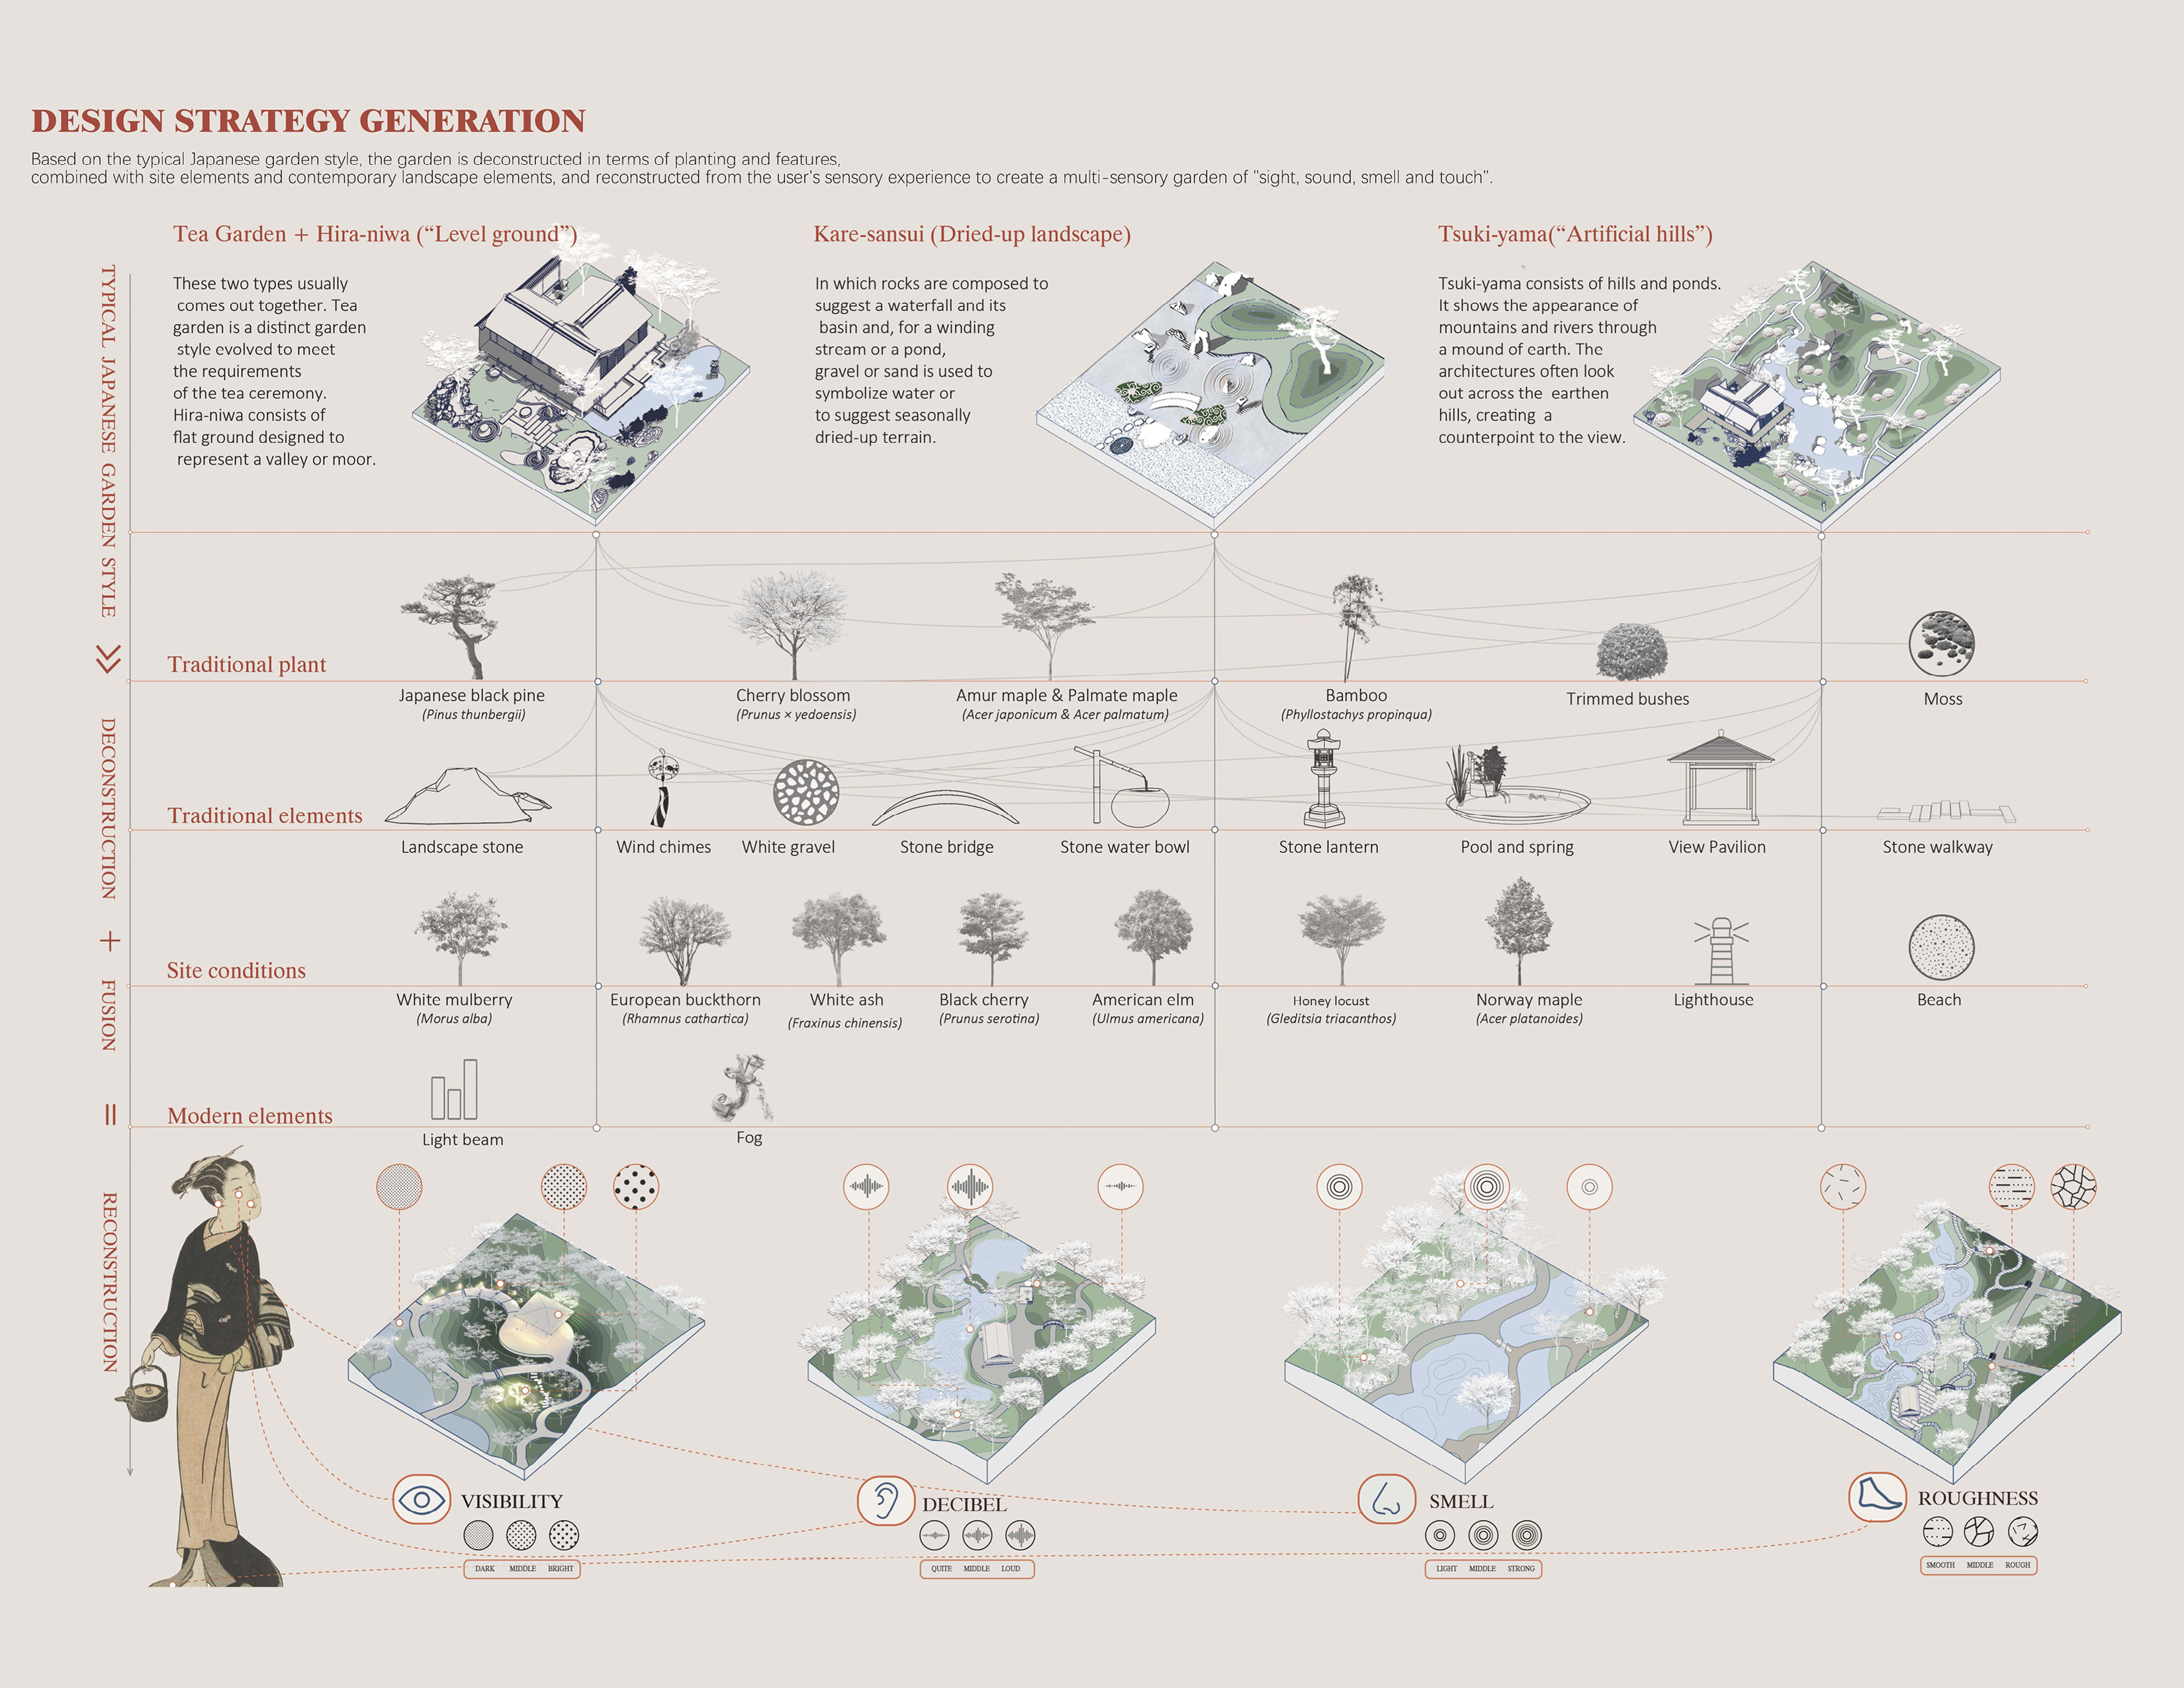 DESIGN STRATEGY GENERATION
Based on the typical Japanese garden style, the garden is deconstructed in terms of planting and features,
combined with site elements and contemporary landscape elements, and reconstructed from the user's sensory experience to create a multi-sensory garden of "sight, sound, smell and touch".
Tea Garden + Hira-niwa (“Level ground”)
These two types usually
comes out together. Tea
garden is a distinct garden
style evolved to meet
the requirements
of the tea ceremony.
Hira-niwa consists of
flat ground designed to
represent a valley or moor.
Kare-sansui (Dried-up landscape)
In which rocks are composed to
suggest a waterfall and its
basin and, for a winding
stream or a pond,
gravel or sand is used to
symbolize water or
to suggest seasonally
dried-up terrain.
Tsuki-yama(“Artificial hills”)
Tsuki-yama consists of hills and ponds.
It shows the appearance of
mountains and rivers through
a mound of earth. The
architectures often look
out across the earthen
hills, creating a
counterpoint to the view.
TYPICAL JAPANESE GARDEN STYLE
DECONSTRUCTION
+
FUSION
=
RECONSTRUCTION
Traditional plant
Japanese black pine
(Pinus thunbergii)
Cherry blossom
(Prunus × yedoensis)
Amur maple & Palmate maple
(Acer japonicum & Acer palmatum)
Bamboo
(Phyllostachys propinqua)
Trimmed bushes
Moss
Traditional elements
Landscape stone
Wind chimes
White gravel
Stone bridge
Stone water bowl
Stone lantern
Pool and spring
View Pavilion
Stone walkway
Site conditions
White mulberry
(Morus alba)
European buckthorn
(Rhamnus cathartica)
White ash
(Fraxinus chinensis)
Black cherry
(Prunus serotina)
American elm
(Ulmus americana)
Honey locust
(Gleditsia triacanthos)
Norway maple
(Acer platanoides)
Lighthouse
Beach
Modern elements
Light beam
Fog
VISIBILITY
DARK MIDDLE BRIGHT
DECIBEL
QUITE MIDDLE LOUD
SMELL
LIGHT MIDDLE STRONG
ROUGHNESS
SMOOTH MIDDLE ROUGH